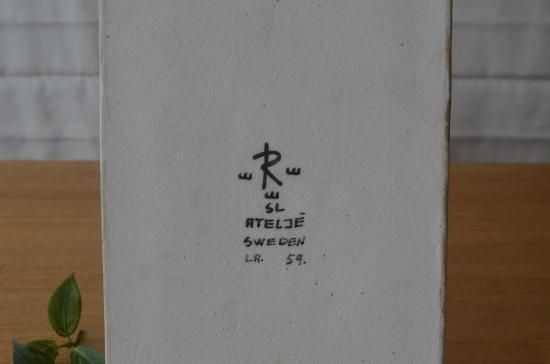 R
SL
ATELJÉ
SWEDEN
LA. 59.